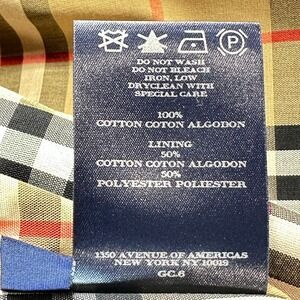 P
DO NOT WASH
DO NOT BLEACH
IRON, LOW
DRYCLEAN WITH
SPECIAL CARE
100%
COTTON COTON ALGODON
LINING
50%
COTTON COTON ALGODON
50%
POLYESTER POLIESTER
1350 AVENUE OF AMERICAS
NEW YORK NY.10019
GC.6